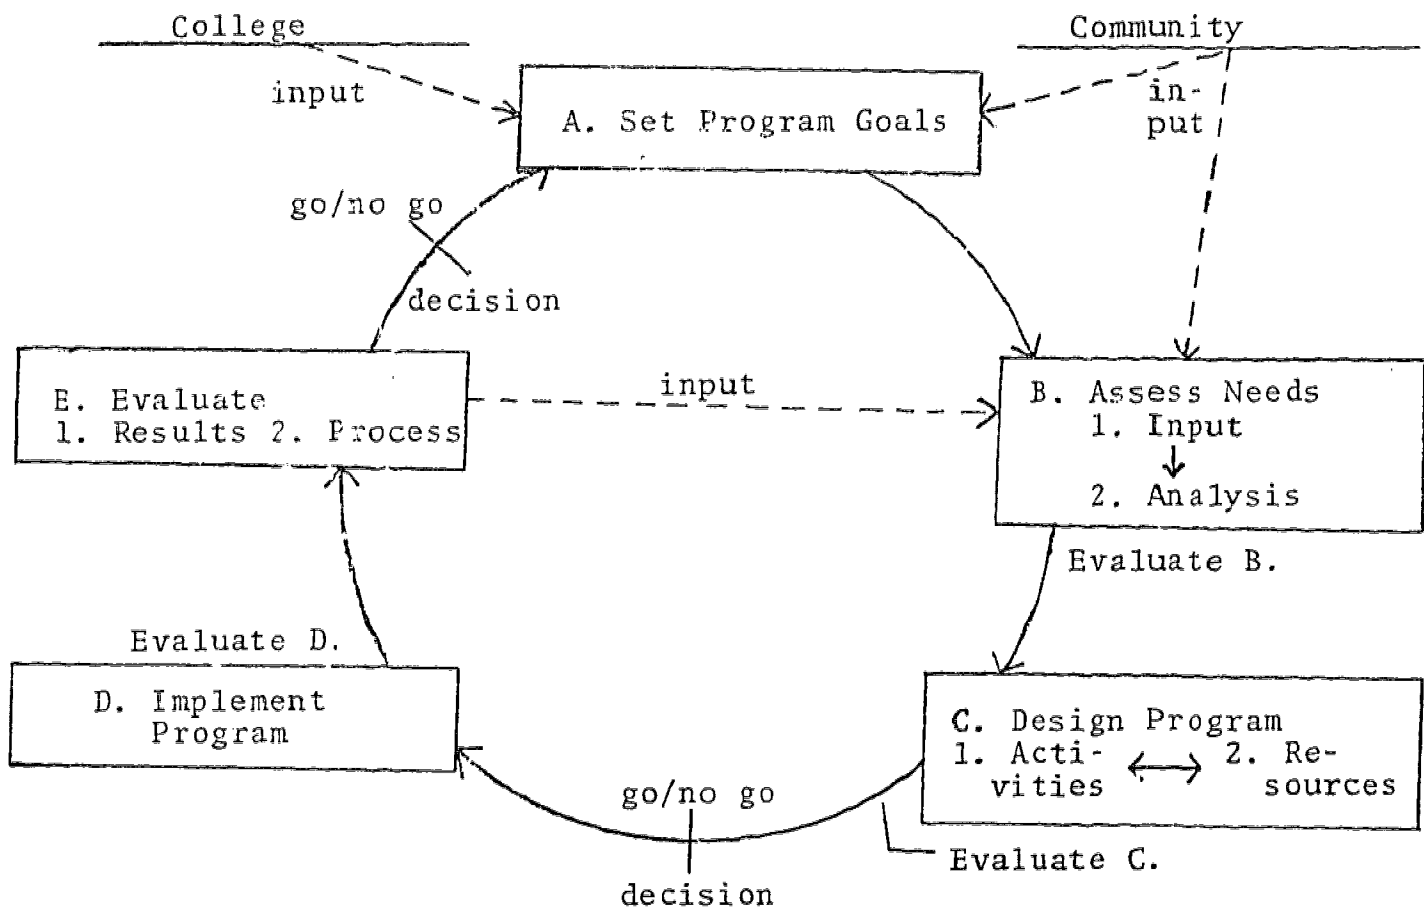 College
Community
input
in-
put
A. Set Program Goals
go/no go
decision
E. Evaluate
1. Results 2. Process
input
B. Assess Needs
1. Input
2. Analysis
Evaluate B.
Evaluate D.
D. Implement
Program
C. Design Program
1. Acti- 2. Re-
vities sources
go/no go
decision
Evaluate C.